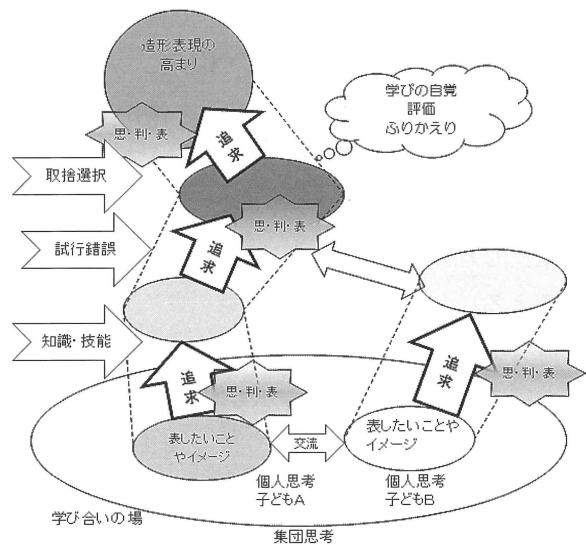 造形表現の
高まり
学びの自覚
評価
ふりかえり
思・判・表
追求
取捨選択
思・判・表
試行錯誤
追求
知識・技能
追求
思・判・表
追求
思・判・表
表したいこと
やイメージ
交流
表したいことや
イメージ
個人思考
子どもA
個人思考
子どもB
学び合いの場
集団思考